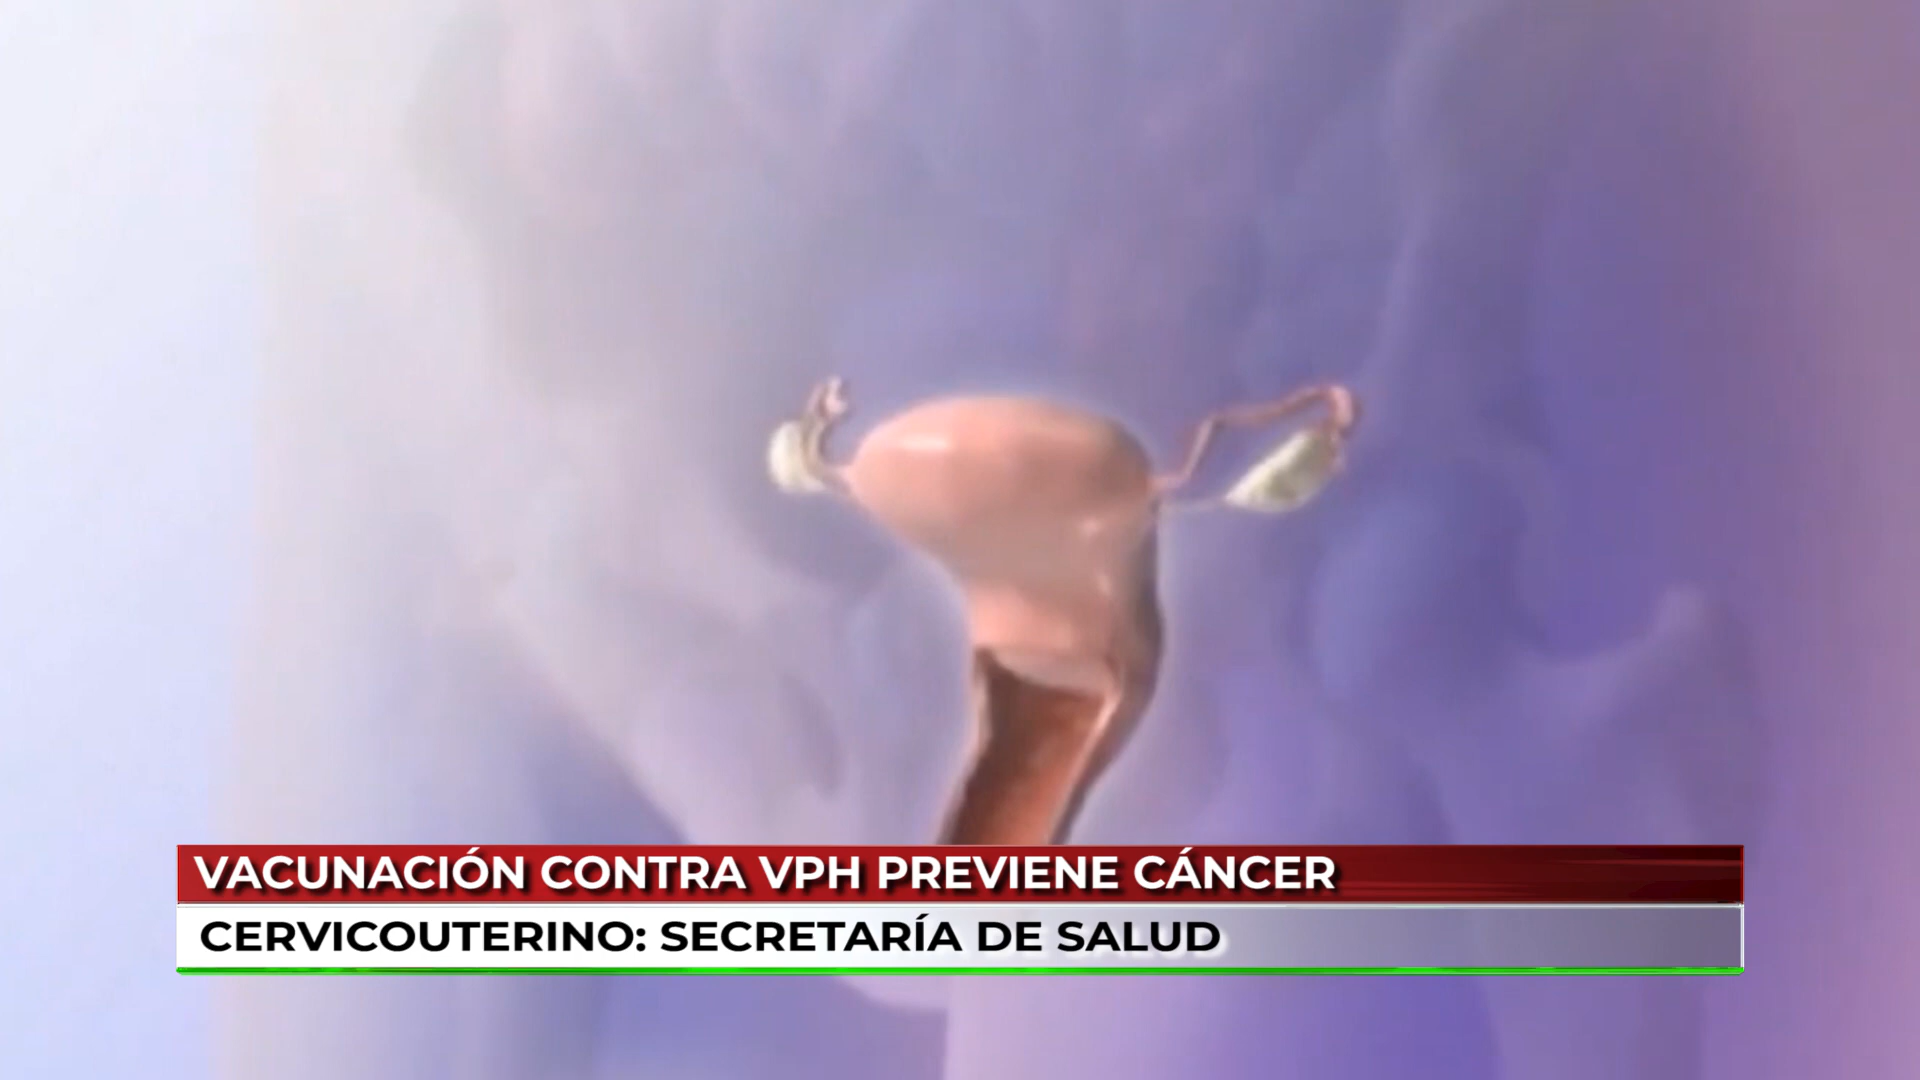 VACUNACIÓN CONTRA VPH PREVIENE CÁNCER
CERVICOUTERINO: SECRETARÍA DE SALUD